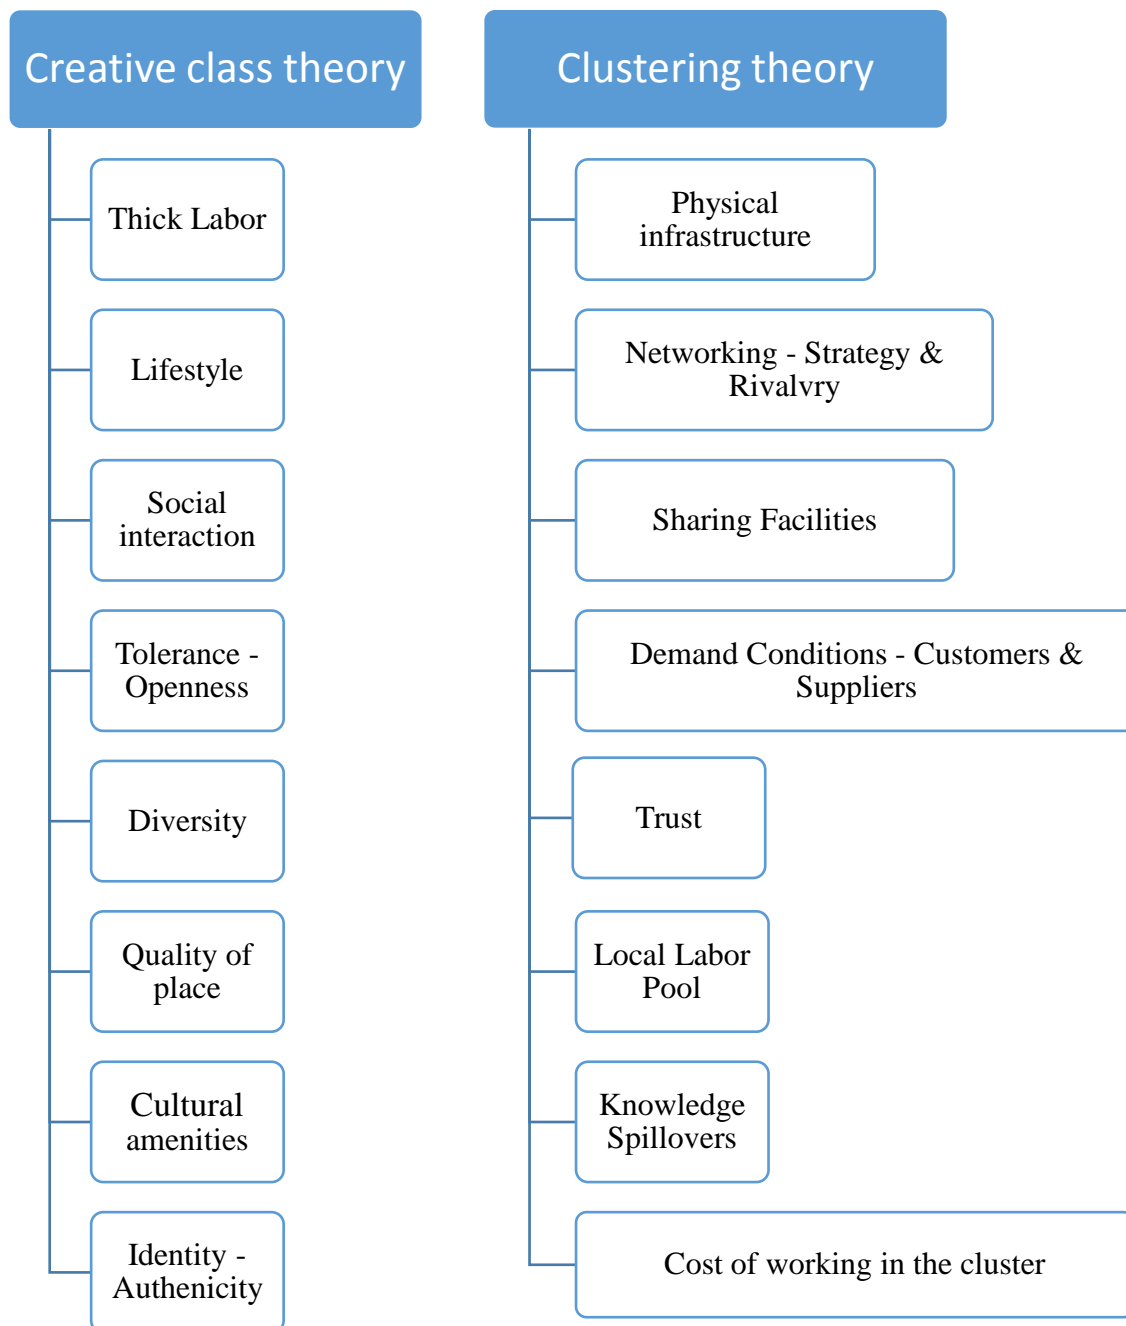 Creative class theory
Thick Labor
Lifestyle
Social
interaction
Tolerance -
Openness
Diversity
Quality of
place
Cultural
amenities
Identity -
Authenicity
Clustering theory
Physical
infrastructure
Networking - Strategy &
Rivalvry
Sharing Facilities
Demand Conditions - Customers &
Suppliers
Trust
Local Labor
Pool
Knowledge
Spillovers
Cost of working in the cluster